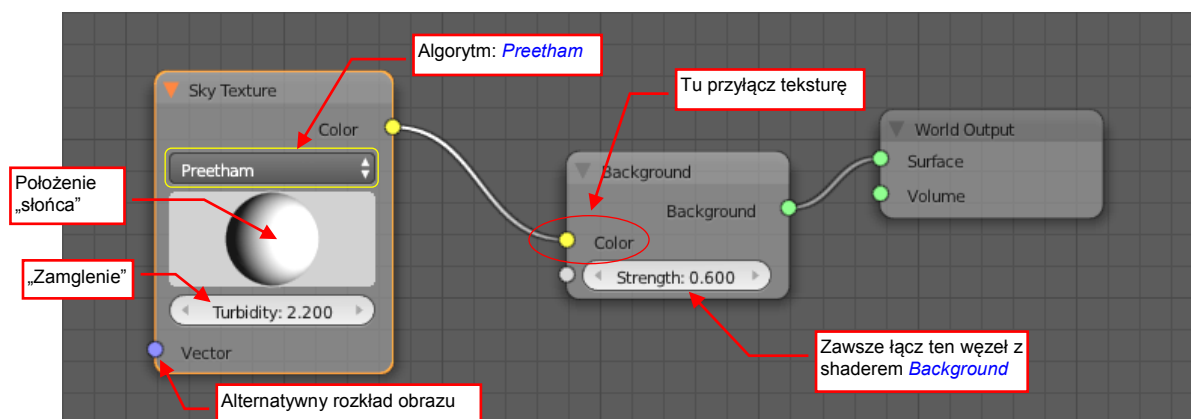 Algorytm: Preetham
Tu przyłącz teksturę
Sky Texture
Color
Preetham
Położenie
„słońca”
„Zamglenie”
Turbidity: 2.200
Vector
Alternatywny rozkład obrazu
Background
Background
Color
Strength: 0.600
World Output
Surface
Volume
Zawsze łącz ten węzeł z
shaderem Background